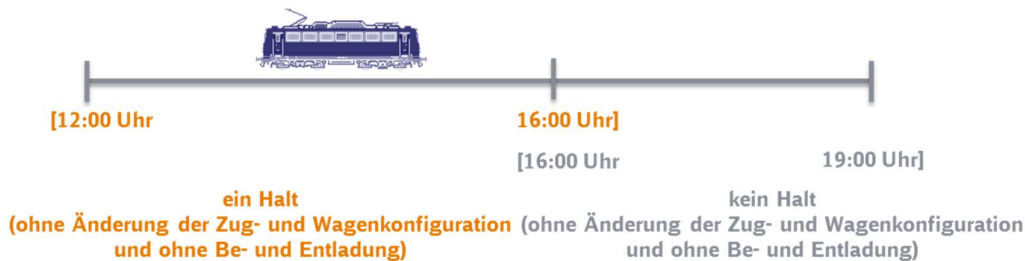 [12:00 Uhr 16:00 Uhr]
[16:00 Uhr 19:00 Uhr]
ein Halt
(ohne Änderung der Zug- und Wagenkonfiguration
und ohne Be- und Entladung)
kein Halt
(ohne Änderung der Zug- und Wagenkonfiguration
und ohne Be- und Entladung)